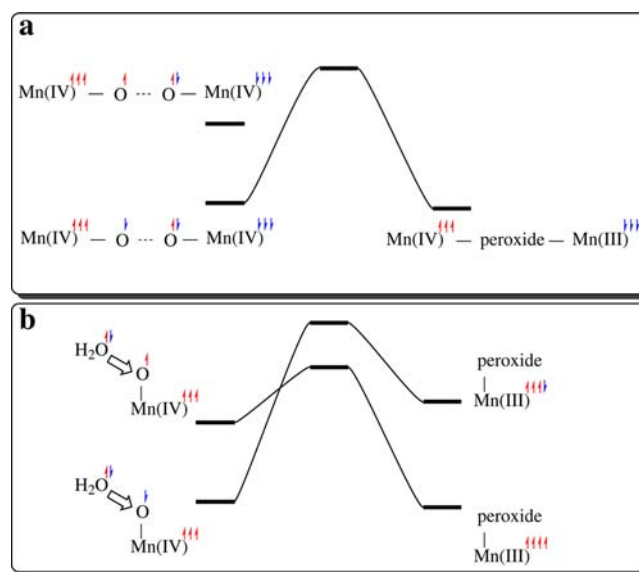 a
Mn(IV) — O --- O — Mn(IV)
Mn(IV) — O --- O — Mn(IV)
Mn(IV) — peroxide — Mn(III)
b
H₂O
O
Mn(IV)
peroxide
Mn(III)
H₂O
O
Mn(IV)
peroxide
Mn(III)